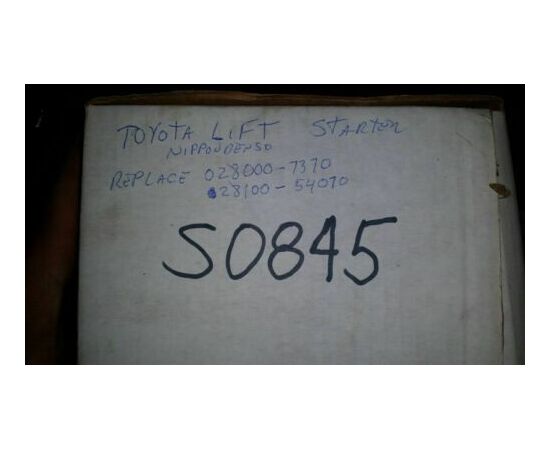 TOYOTA LIFT STARTER
NIPPONDENSO
REPLACE 028000-7370
28100-54070
S0845